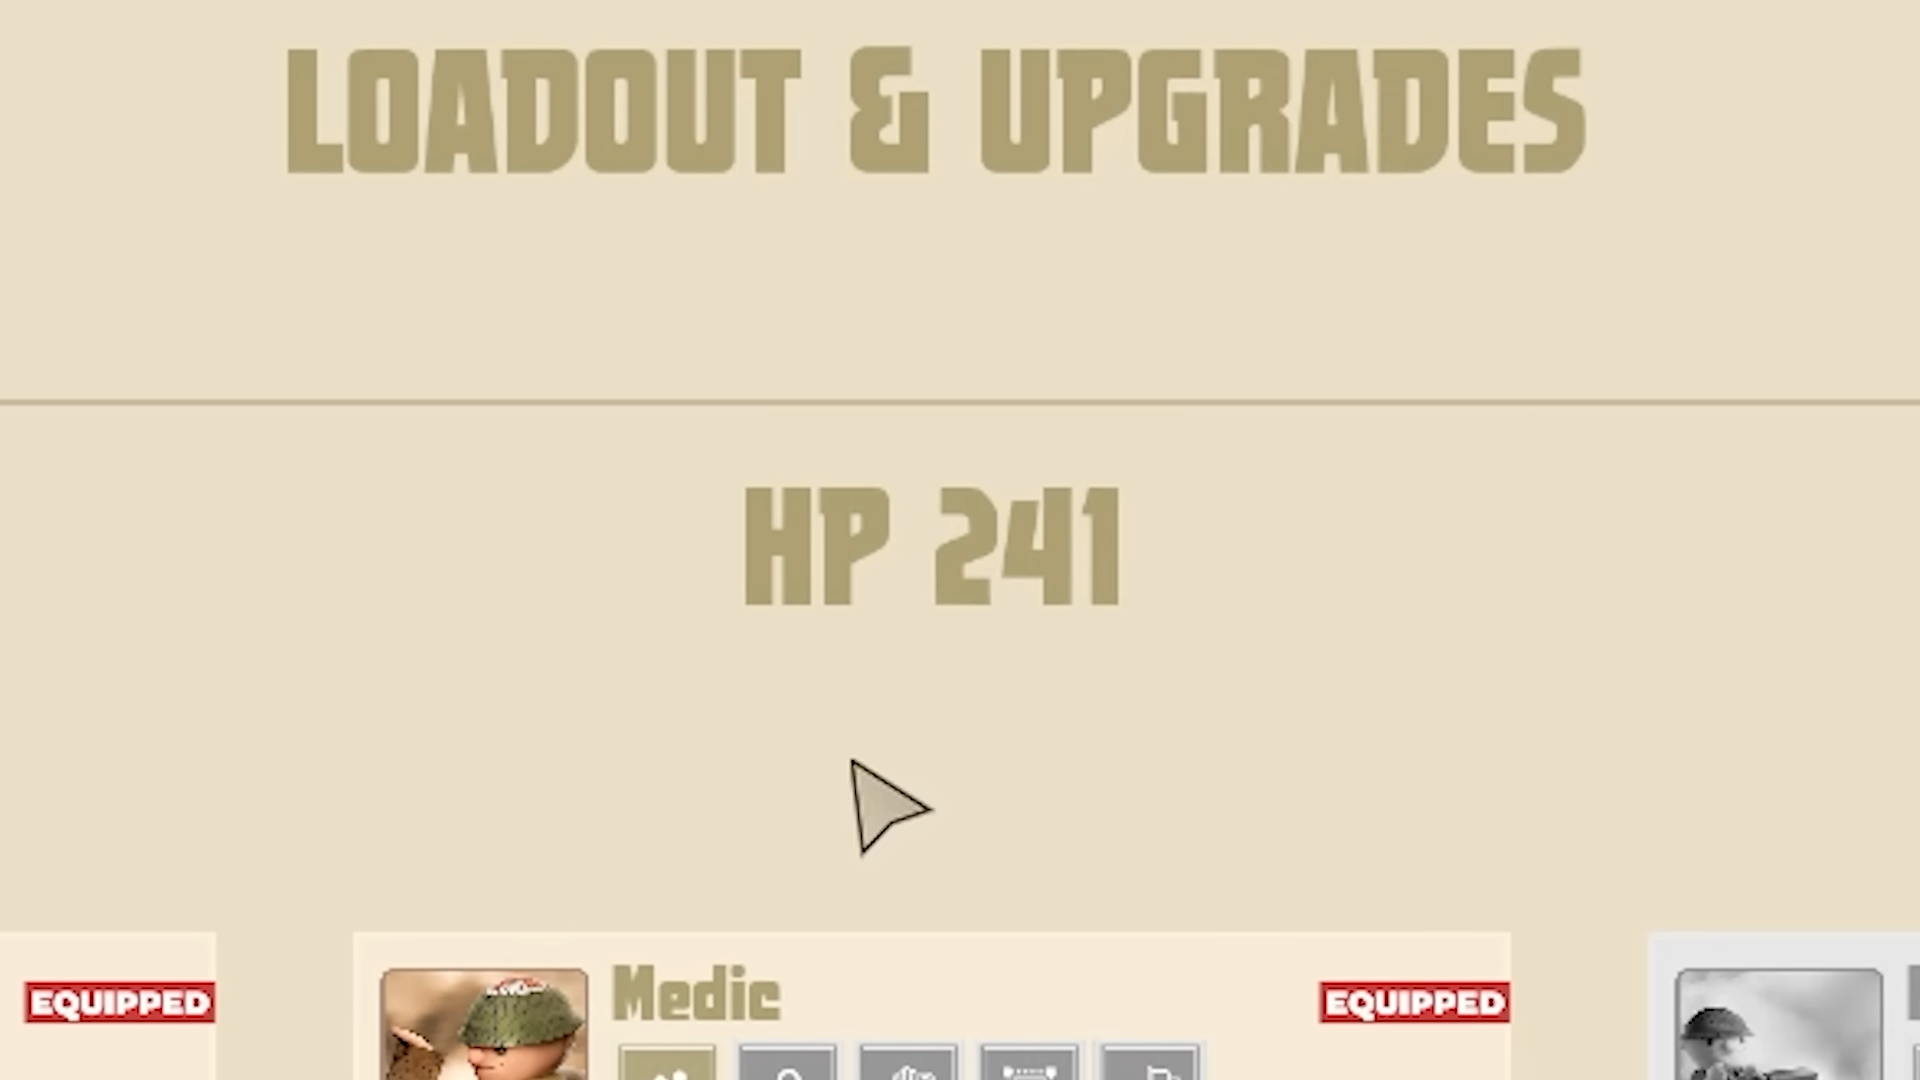 LOADOUT & UPGRADES
HP 241
EQUIPPED
Medic
EQUIPPED